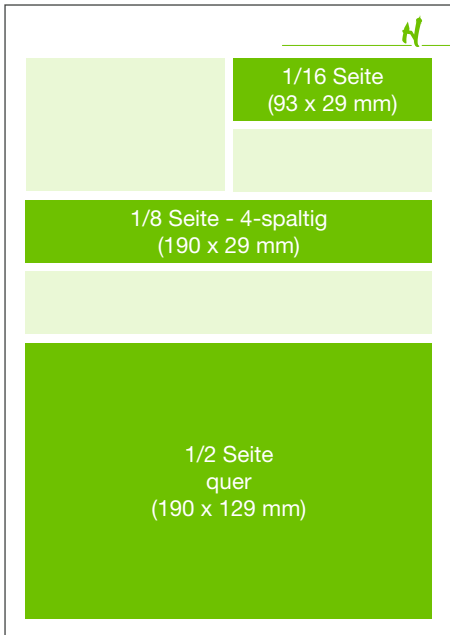 1/16 Seite
(93 x 29 mm)
1/8 Seite - 4-spaltig
(190 x 29 mm)
1/2 Seite
quer
(190 x 129 mm)